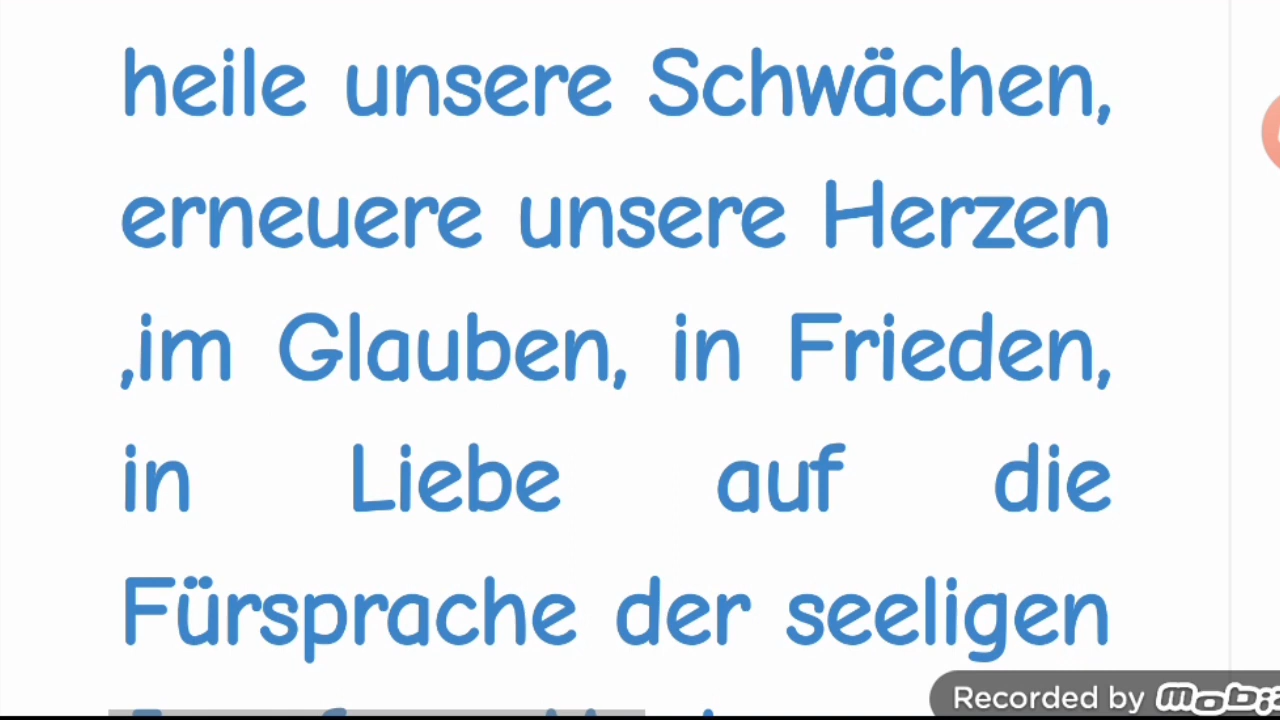 heile unsere Schwächen,
erneuere unsere Herzen
,im Glauben, in Frieden,
in Liebe auf die
Fürsprache der seeligen
Recorded by